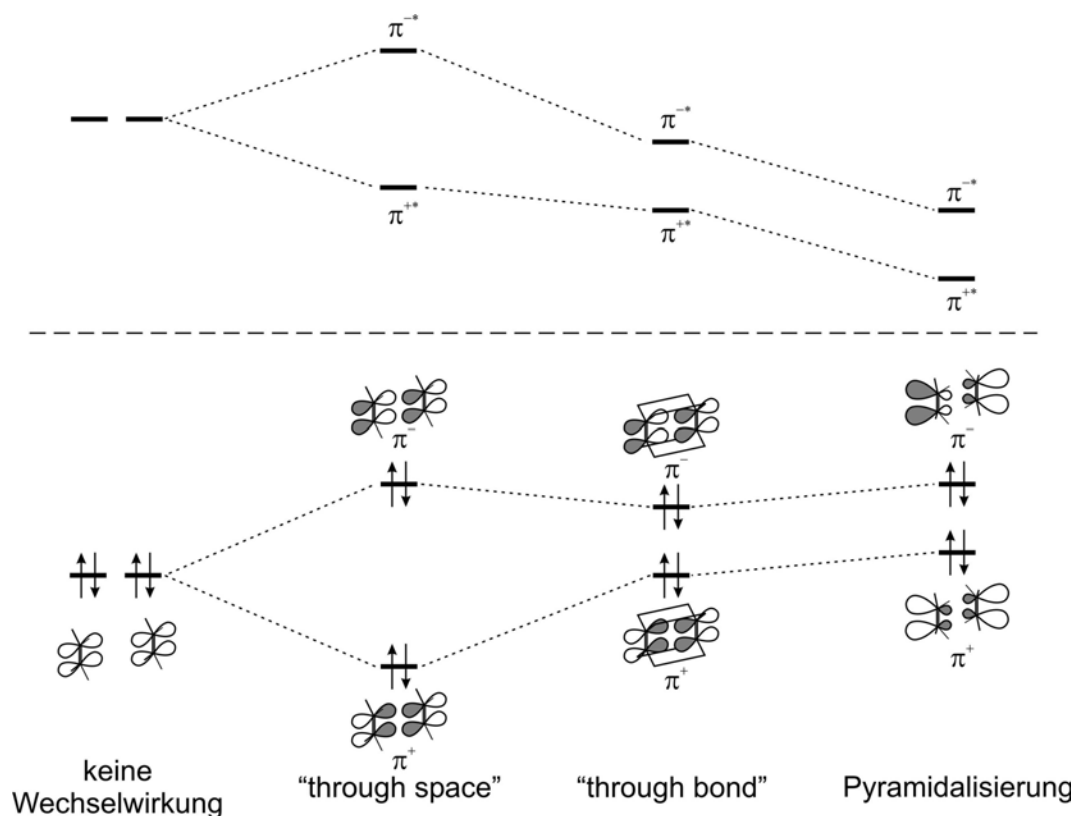 π⁻*
π⁻*
π⁻*
π⁺*
π⁺*
π⁺*
π⁻
π⁻
π⁻
π⁺
π⁺
π⁺
keine
Wechselwirkung
“through space”
“through bond”
Pyramidalisierung